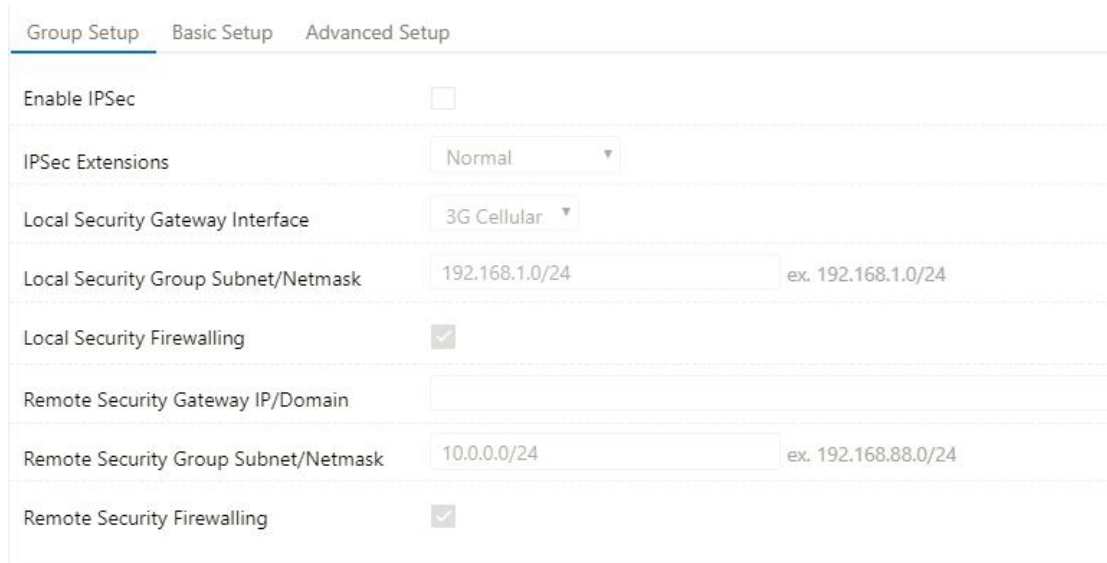 Group Setup Basic Setup Advanced Setup
Enable IPSec
IPSec Extensions Normal
Local Security Gateway Interface 3G Cellular
Local Security Group Subnet/Netmask 192.168.1.0/24 ex. 192.168.1.0/24
Local Security Firewalling
Remote Security Gateway IP/Domain
Remote Security Group Subnet/Netmask 10.0.0.0/24 ex. 192.168.88.0/24
Remote Security Firewalling